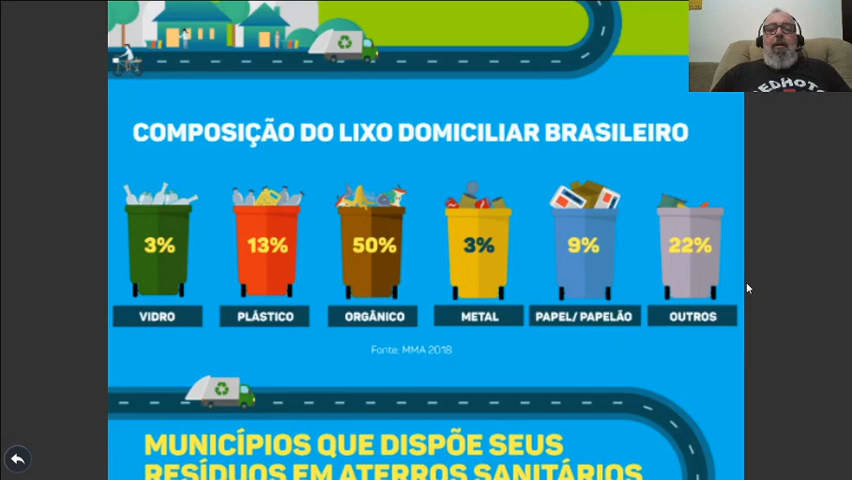 COMPOSIÇÃO DO LIXO DOMICILIAR BRASILEIRO
3% 13% 50% 3% 9% 22%
VIDRO PLÁSTICO ORGÂNICO METAL PAPEL/ PAPELÃO OUTROS
Fonte: MMA 2018
MUNICÍPIOS QUE DISPÕE SEUS
RESÍDUOS EM ATERROS SANITÁRIOS